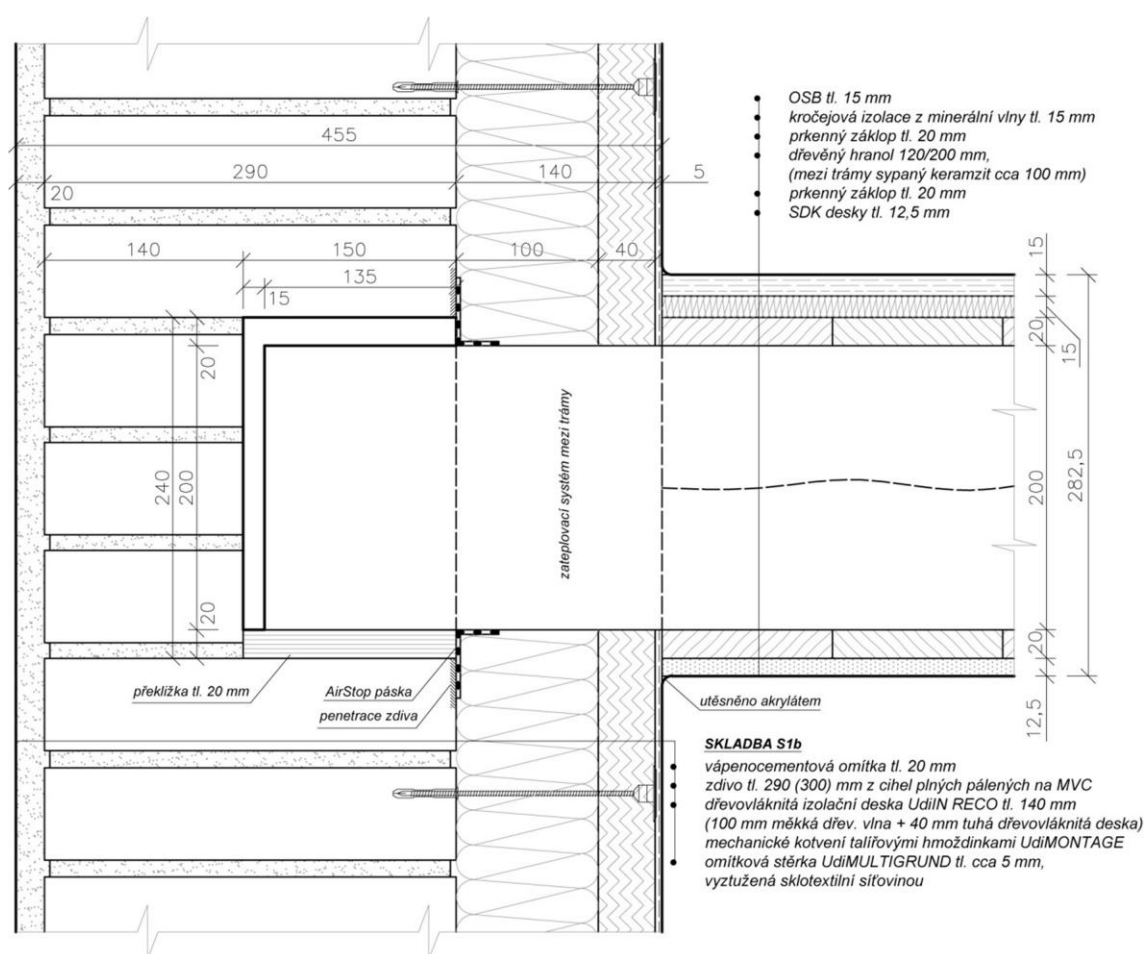 OSB tl. 15 mm
kročejová izolace z minerální vlny tl. 15 mm
prkenný záklop tl. 20 mm
dřevěný hranol 120/200 mm,
(mezi trámy sypaný keramzit cca 100 mm)
prkenný záklop tl. 20 mm
SDK desky tl. 12,5 mm
455
290
140
5
20
140
150
100
40
135
15
15
20
15
20
240
200
20
200
282,5
20
12,5
zateplovací systém mezi trámy
překližka tl. 20 mm
AirStop páska
penetrace zdiva
utěsněno akrylátem
SKLADBA S1b
vápenocementová omítka tl. 20 mm
zdivo tl. 290 (300) mm z cihel plných pálených na MVC
dřevovláknitá izolační deska UdiIN RECO tl. 140 mm
(100 mm měkká dřev. vlna + 40 mm tuhá dřevovláknitá deska)
mechanické kotvení talířovými hmoždinkami UdiMONTAGE
omítková stěrka UdiMULTIGRUND tl. cca 5 mm,
vyztužená sklotextilní síťovinou